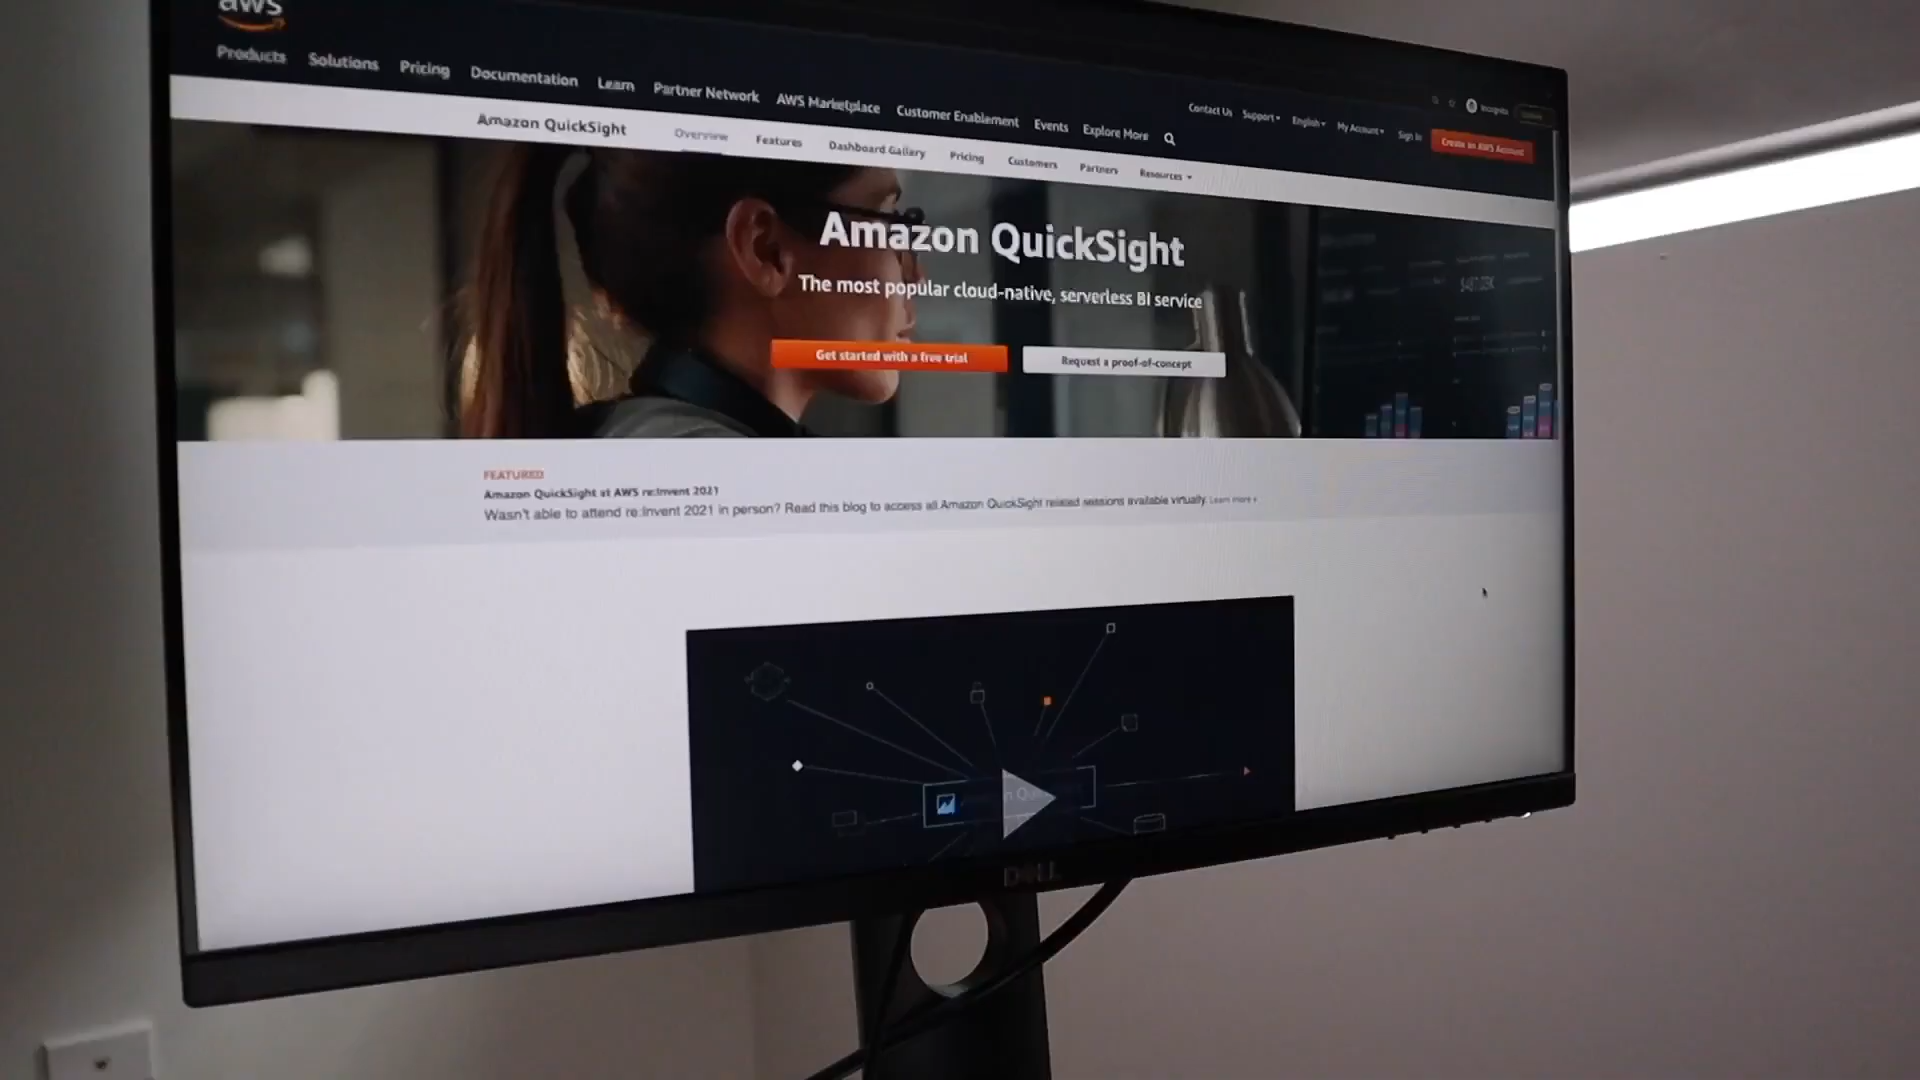 aws
Products Solutions Pricing Documentation Learn Partner Network AWS Marketplace Customer Enablement Events Explore More
Contact Us Support English My Account Sign In Create an AWS Account
Incognito
Amazon QuickSight Overview Features Dashboard Gallery Pricing Customers Partners Resources
Amazon QuickSight
The most popular cloud-native, serverless BI service
Get started with a free trial Request a proof-of-concept
FEATURED
Amazon QuickSight at AWS re:Invent 2021
Wasn't able to attend re:Invent 2021 in person? Read this blog to access all Amazon QuickSight related sessions available virtually. Learn more »
DELL